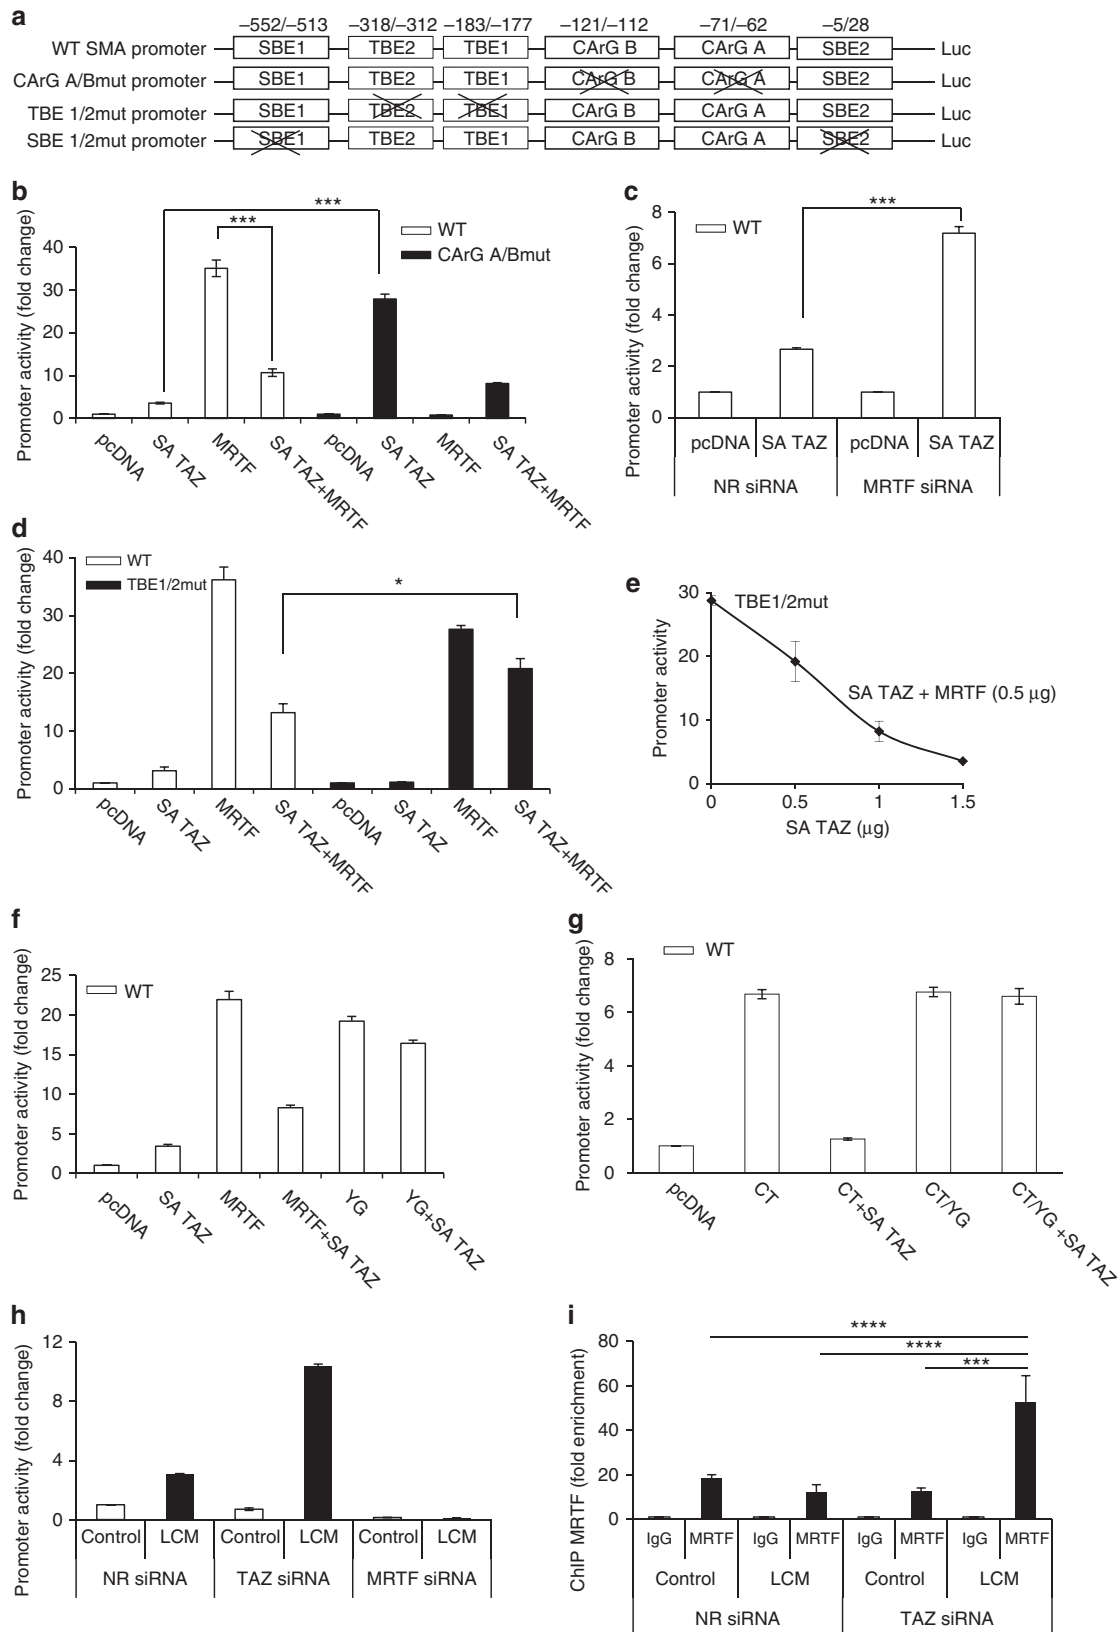 a
–552/–513 –318/–312 –183/–177 –121/–112 –71/–62 –5/28
WT SMA promoter SBE1 TBE2 TBE1 CArG B CArG A SBE2 Luc
CArG A/Bmut promoter SBE1 TBE2 TBE1 CArG B CArG A SBE2 Luc
TBE 1/2mut promoter SBE1 TBE2 TBE1 CArG B CArG A SBE2 Luc
SBE 1/2mut promoter SBE1 TBE2 TBE1 CArG B CArG A SBE2 Luc
b
Promoter activity (fold change)
40
30
20
10
0
***
***
WT
CArG A/Bmut
pcDNA SA TAZ MRTF SA TAZ+MRTF pcDNA SA TAZ MRTF SA TAZ+MRTF
c
Promoter activity (fold change)
8
6
4
2
0
WT
***
pcDNA SA TAZ pcDNA SA TAZ
NR siRNA MRTF siRNA
d
Promoter activity (fold change)
40
30
20
10
0
WT
TBE1/2mut
*
pcDNA SA TAZ MRTF SA TAZ+MRTF pcDNA SA TAZ MRTF SA TAZ+MRTF
e
Promoter activity
30
20
10
0
TBE1/2mut
SA TAZ + MRTF (0.5 µg)
0 0.5 1 1.5
SA TAZ (µg)
f
Promoter activity (fold change)
25
20
15
10
5
0
WT
pcDNA SA TAZ MRTF MRTF+SA TAZ YG YG+SA TAZ
g
Promoter activity (fold change)
8
6
4
2
0
WT
pcDNA CT CT+SA TAZ CT/YG CT/YG +SA TAZ
h
Promoter activity (fold change)
12
8
4
0
Control LCM Control LCM Control LCM
NR siRNA TAZ siRNA MRTF siRNA
i
ChIP MRTF (fold enrichment)
80
60
40
20
0
****
****
***
IgG MRTF IgG MRTF IgG MRTF IgG MRTF
Control LCM Control LCM
NR siRNA TAZ siRNA